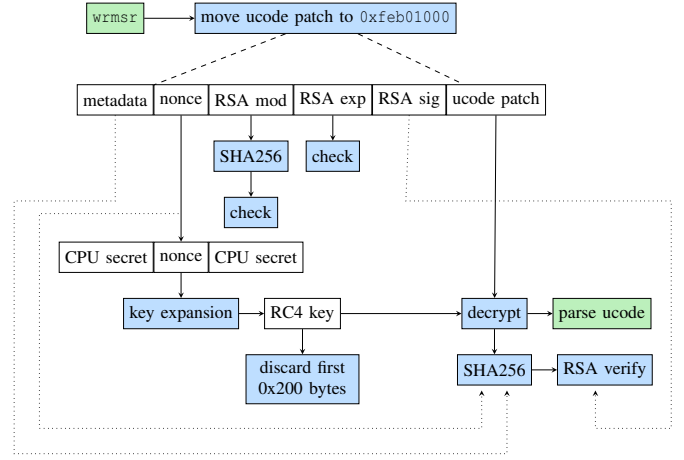 wrmsr
move ucode patch to 0xfeb01000
metadata nonce RSA mod RSA exp RSA sig ucode patch
SHA256 check
check
CPU secret nonce CPU secret
key expansion RC4 key decrypt parse ucode
discard first
0x200 bytes
SHA256 RSA verify